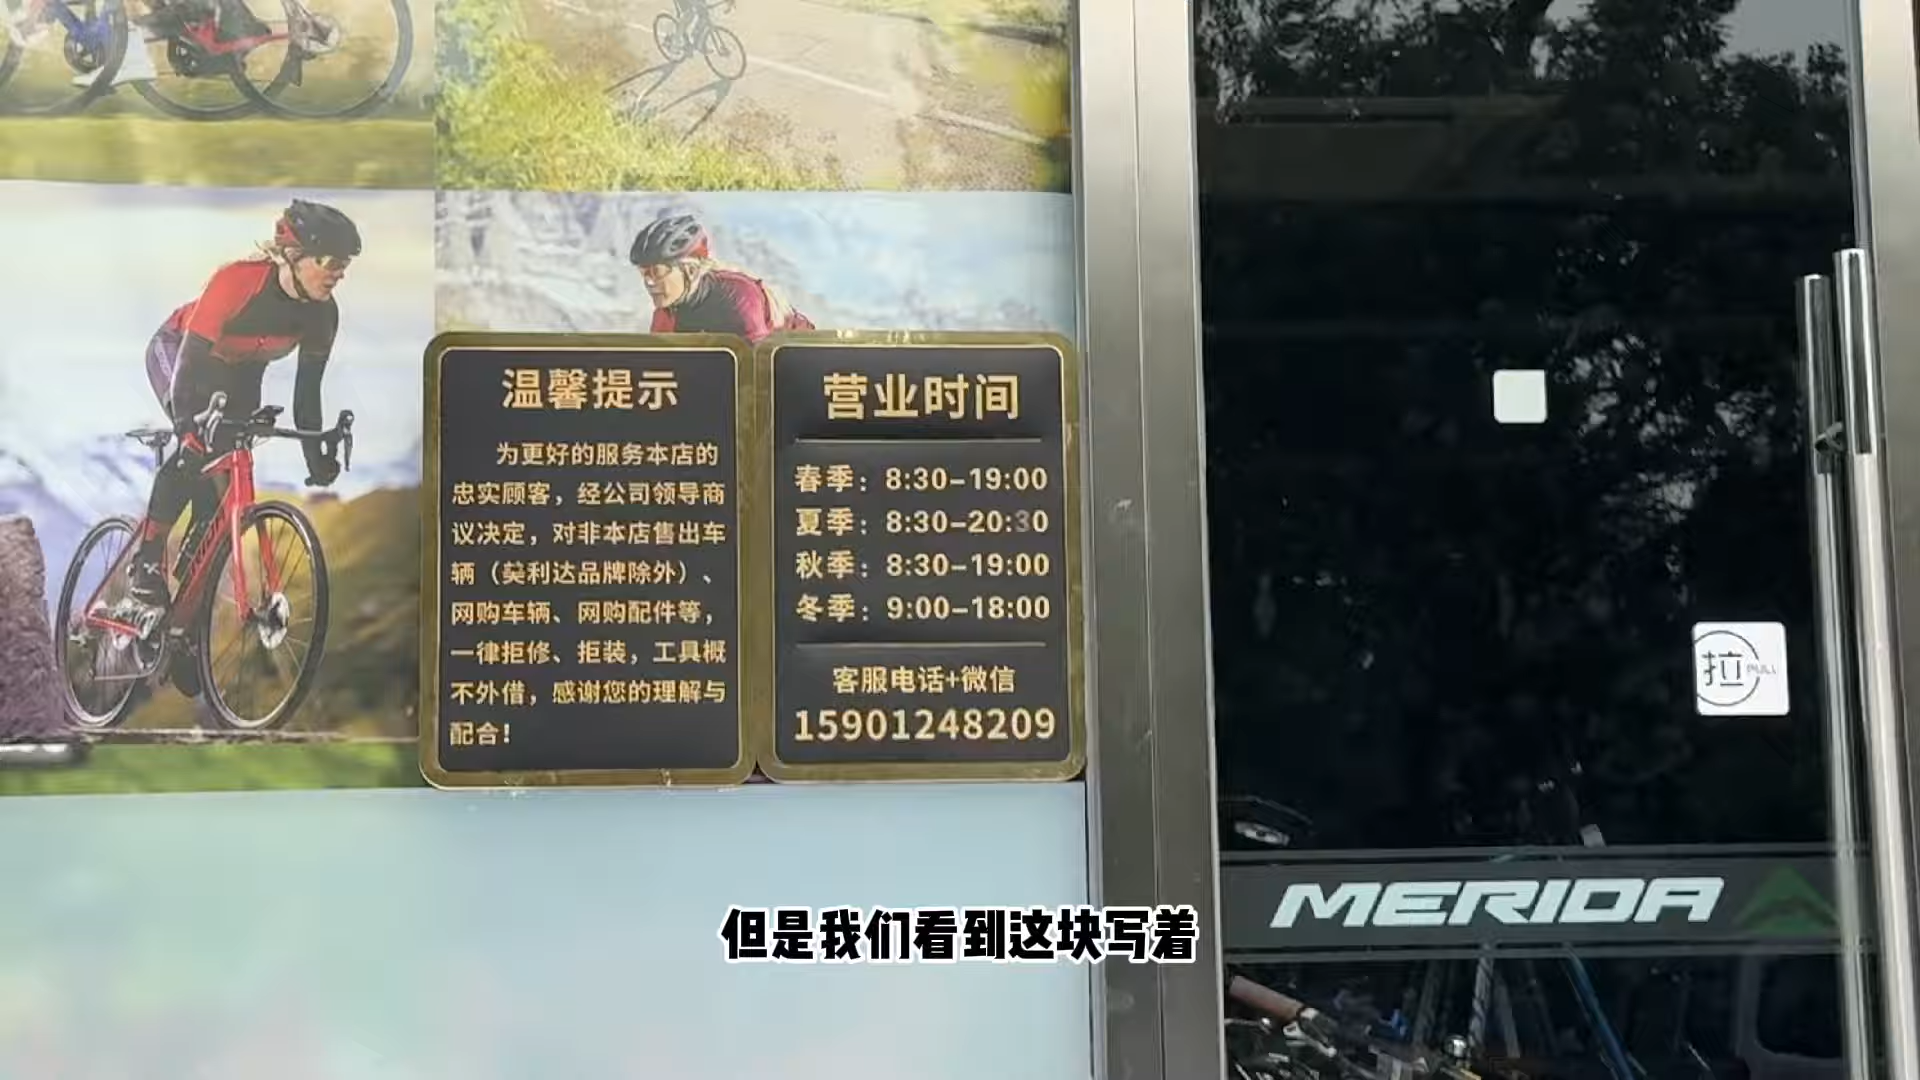 温馨提示
为更好的服务本店的
忠实顾客，经公司领导商
议决定，对非本店售出车
辆（美利达品牌除外）、
网购车辆、网购配件等，
一律拒修、拒装，工具概
不外借，感谢您的理解与
配合！
营业时间
春季：8:30-19:00
夏季：8:30-20:30
秋季：8:30-19:00
冬季：9:00-18:00
客服电话+微信
15901248209
拉 PULL
MERIDA
但是我们看到这块写着